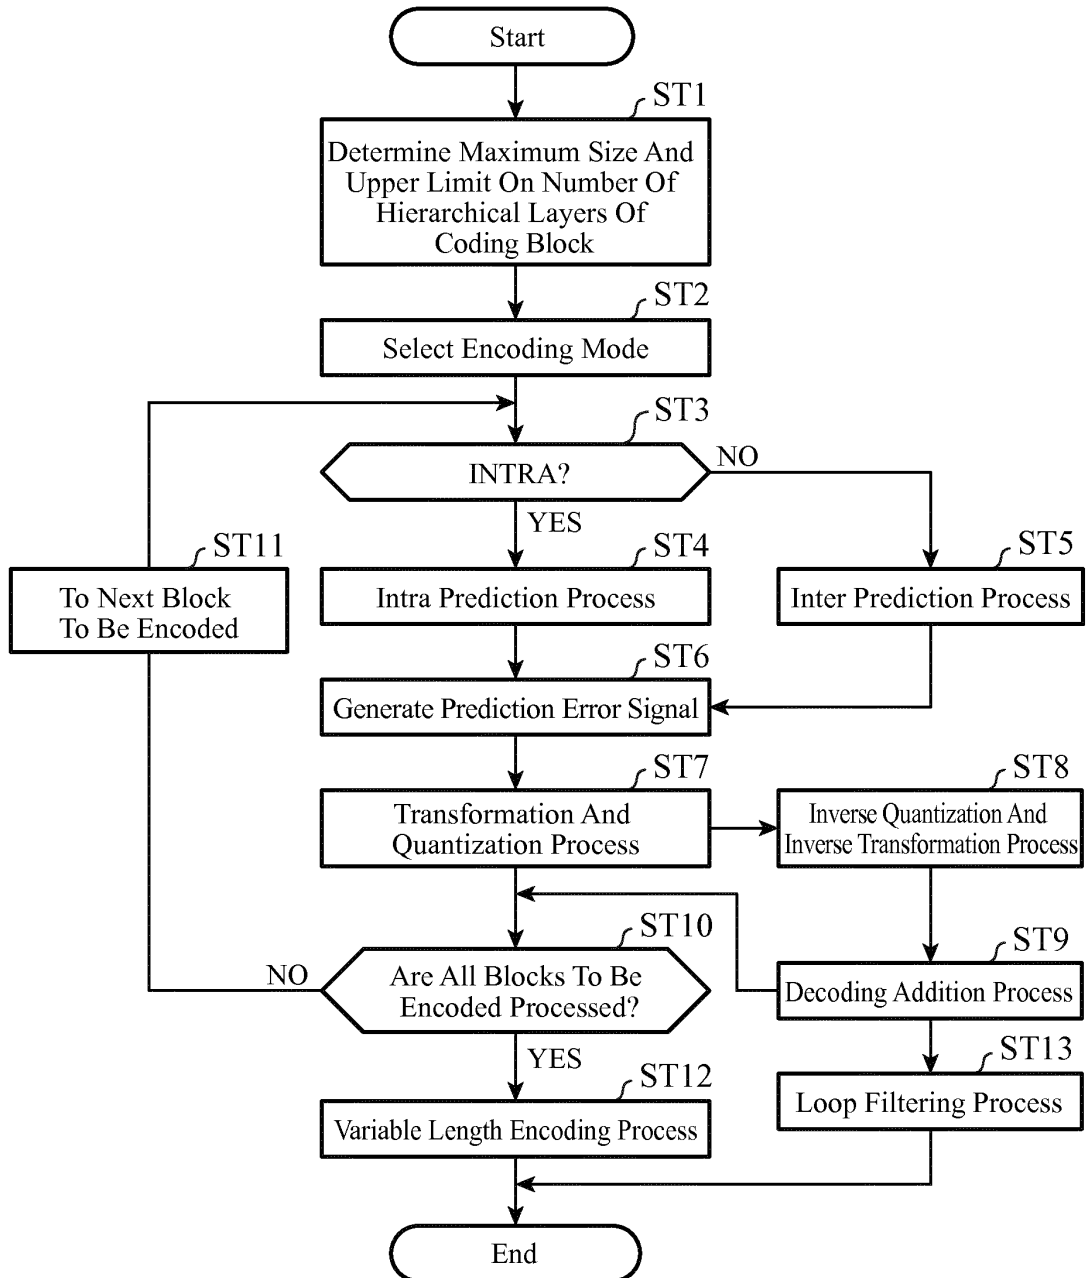 Start
ST1
Determine Maximum Size And
Upper Limit On Number Of
Hierarchical Layers Of
Coding Block
ST2
Select Encoding Mode
ST3
INTRA?
NO
YES
ST11
To Next Block
To Be Encoded
ST4
Intra Prediction Process
ST5
Inter Prediction Process
ST6
Generate Prediction Error Signal
ST7
Transformation And
Quantization Process
ST8
Inverse Quantization And
Inverse Transformation Process
ST10
Are All Blocks To Be
Encoded Processed?
NO
YES
ST9
Decoding Addition Process
ST13
Loop Filtering Process
ST12
Variable Length Encoding Process
End